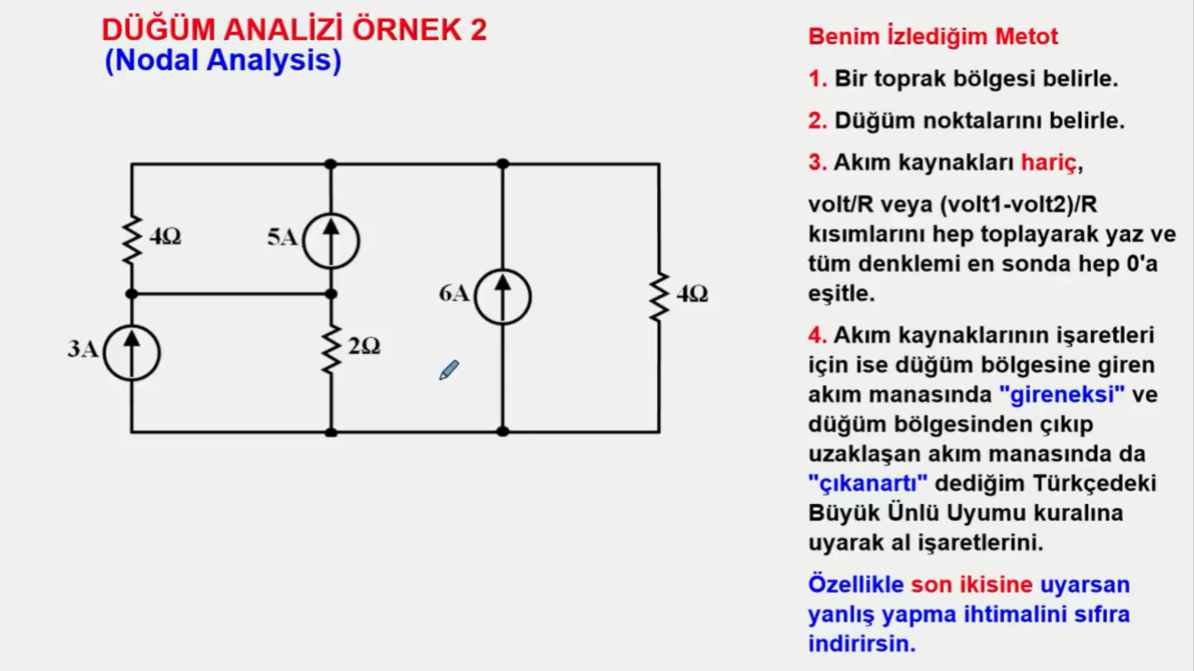 DÜĞÜM ANALİZİ ÖRNEK 2
(Nodal Analysis)
4Ω
5A
6A
4Ω
3A
2Ω
Benim İzlediğim Metot
1. Bir toprak bölgesi belirle.
2. Düğüm noktalarını belirle.
3. Akım kaynakları hariç,
volt/R veya (volt1-volt2)/R
kısımlarını hep toplayarak yaz ve
tüm denklemi en sonda hep 0'a
eşitle.
4. Akım kaynaklarının işaretleri
için ise düğüm bölgesine giren
akım manasında "gireneksi" ve
düğüm bölgesinden çıkıp
uzaklaşan akım manasında da
"çıkanartı" dediğim Türkçedeki
Büyük Ünlü Uyumu kuralına
uyarak al işaretlerini.
Özellikle son ikisine uyarsan
yanlış yapma ihtimalini sıfıra
indirirsin.